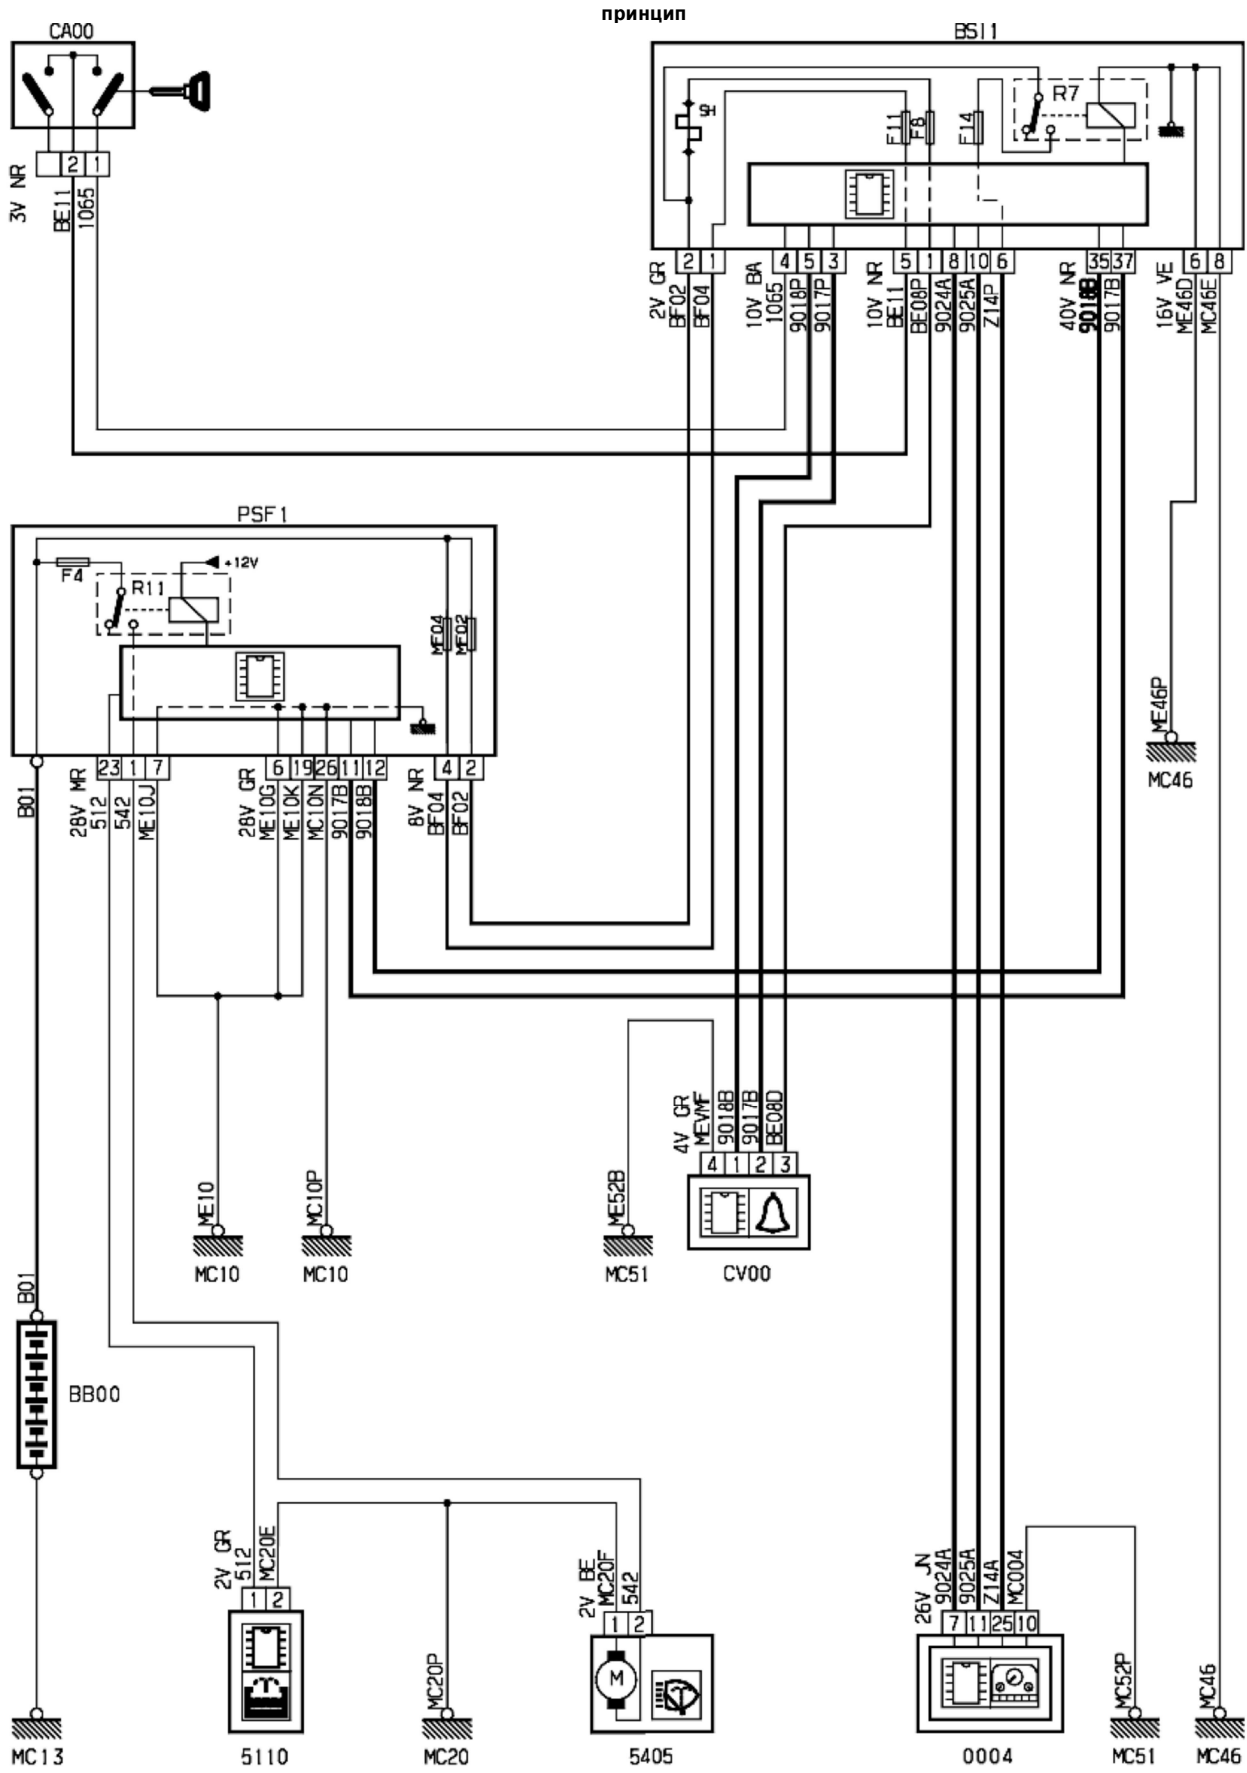 принцип
CA00
BSI1
R7
SH
F11
F8
F14
2
1
3V NR
BE11
1065
2
1
4
5
3
5
1
8
10
6
35
37
6
8
2V GR
BF02
BF04
10V BA
1065
9018P
9017P
10V NR
BE11
BE08P
9024A
9025A
Z14P
40V NR
9018B
9017B
16V VE
ME46D
MC46E
PSF1
F4
+12V
R11
MF04
MF02
ME46P
MC46
23
1
7
6
19
26
11
12
4
2
B01
28V MR
512
542
ME10J
28V GR
ME10G
ME10K
MC10N
9017B
9018B
8V NR
BF04
BF02
4V GR
MEVMF
9018B
9017B
BE08D
4
1
2
3
ME10
MC10P
ME52B
MC10
MC10
MC51
CV00
B01
BB00
2V GR
512
MC20E
2V BE
MC20F
542
26V JN
9024A
9025A
Z14A
MC004
1
2
1
2
7
11
25
10
M
MC20P
MC52P
MC46
MC13
5110
MC20
5405
0004
MC51
MC46